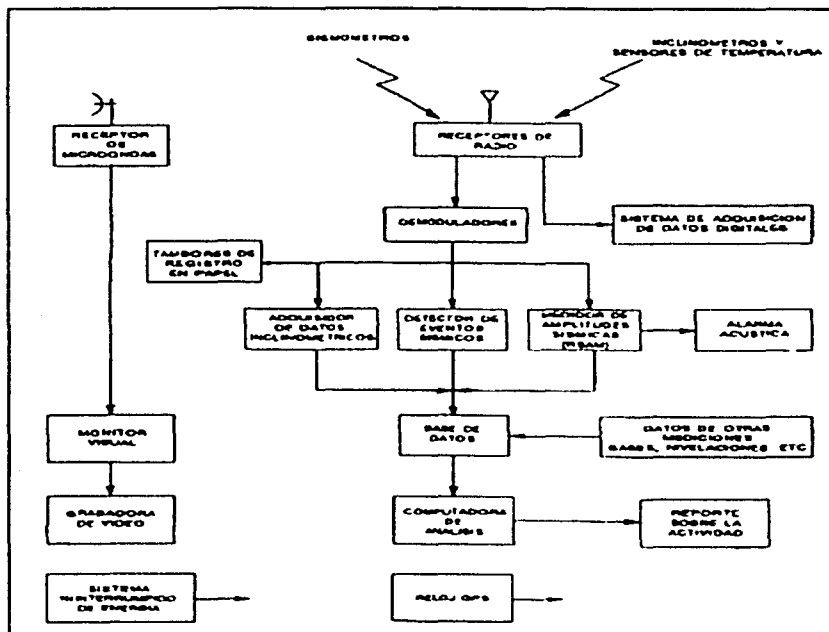 SISMOMETROS
INCLINOMETROS Y
SENSORES DE TEMPERATURA
RECEPTOR
DE
MICROONDAS
RECEPTORES DE
RADIO
DEMODULADORES
SISTEMA DE ADQUISICION
DE DATOS DIGITALES
TAMBORES DE
REGISTRO
EN PAPEL
ADQUISIDOR
DE DATOS
INCLINOMETRICOS
DETECTOR DE
EVENTOS
SISMICOS
DE
AMPLITUDES
SISMICAS
(RSAM)
ALARMA
ACUSTICA
MONITOR
VISUAL
BASE DE
DATOS
DATOS DE OTRAS
MEDICIONES
GASES, NIVELACIONES ETC
GRABADORA
DE VIDEO
COMPUTADORA
DE
ANALISIS
REPORTE
SOBRE LA
ACTIVIDAD
SISTEMA
ININTERRUMPIDO
DE ENERGIA
RELOJ GPS